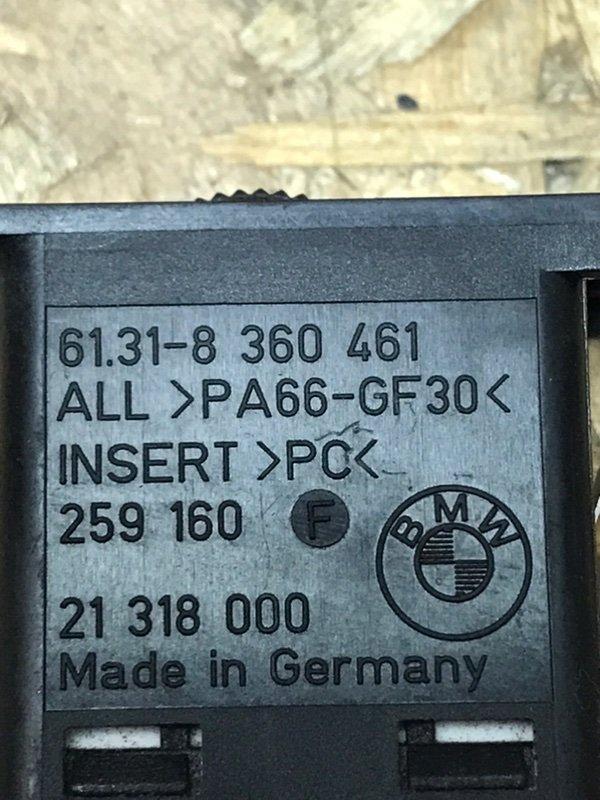 61.31-8 360 461
ALL >PA66-GF30<
INSERT >PC<
259 160 F
BMW
21 318 000
Made in Germany